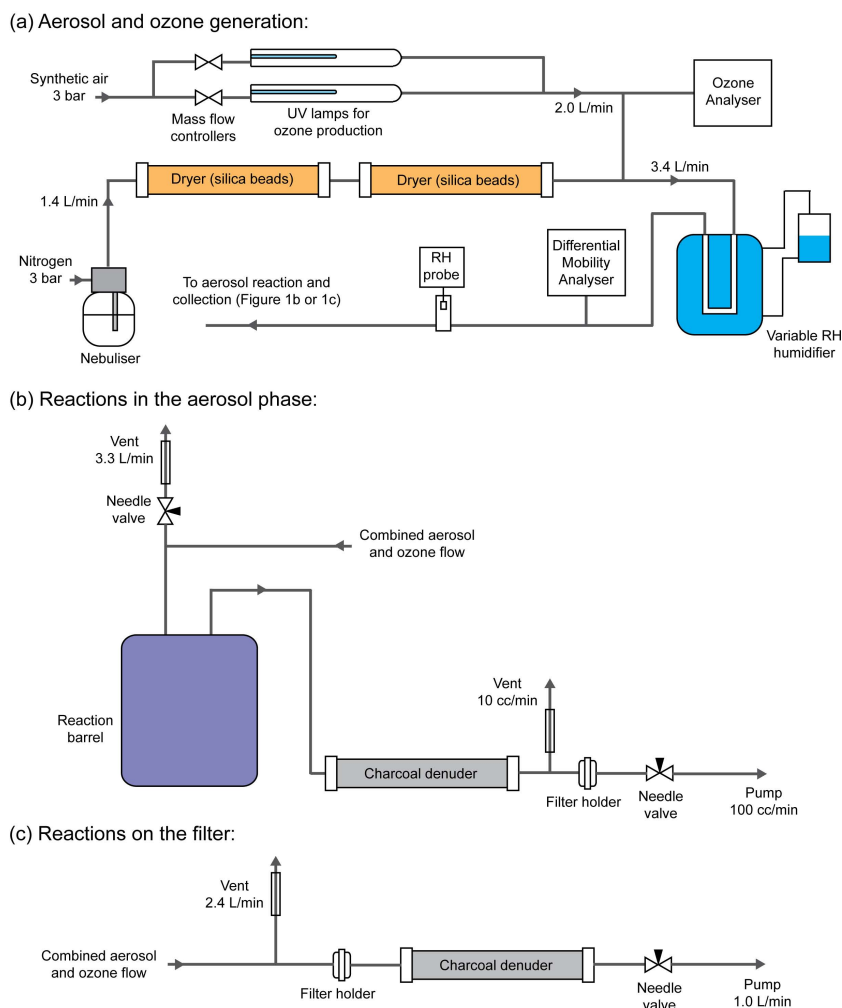 (a) Aerosol and ozone generation:
Synthetic air
3 bar
Mass flow
controllers
UV lamps for
ozone production
2.0 L/min
Ozone
Analyser
1.4 L/min
Dryer (silica beads)
Dryer (silica beads)
3.4 L/min
Nitrogen
3 bar
Nebuliser
To aerosol reaction and
collection (Figure 1b or 1c)
RH
probe
Differential
Mobility
Analyser
Variable RH
humidifier
(b) Reactions in the aerosol phase:
Vent
3.3 L/min
Needle
valve
Combined aerosol
and ozone flow
Reaction
barrel
Vent
10 cc/min
Charcoal denuder
Filter holder
Needle
valve
Pump
100 cc/min
(c) Reactions on the filter:
Vent
2.4 L/min
Combined aerosol
and ozone flow
Filter holder
Charcoal denuder
Needle
valve
Pump
1.0 L/min